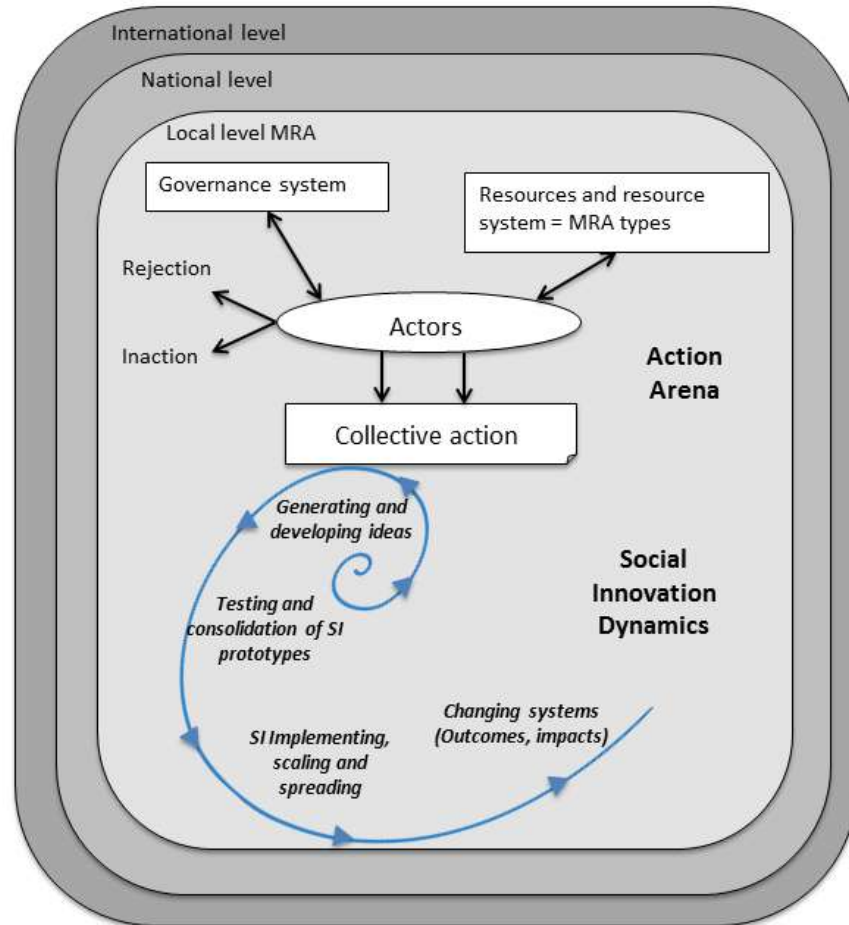 International level
National level
Local level MRA
Governance system
Resources and resource
system = MRA types
Rejection
Inaction
Actors
Action
Arena
Collective action
Generating and
developing ideas
Social
Innovation
Dynamics
Testing and
consolidation of SI
prototypes
Changing systems
(Outcomes, impacts)
SI Implementing,
scaling and
spreading